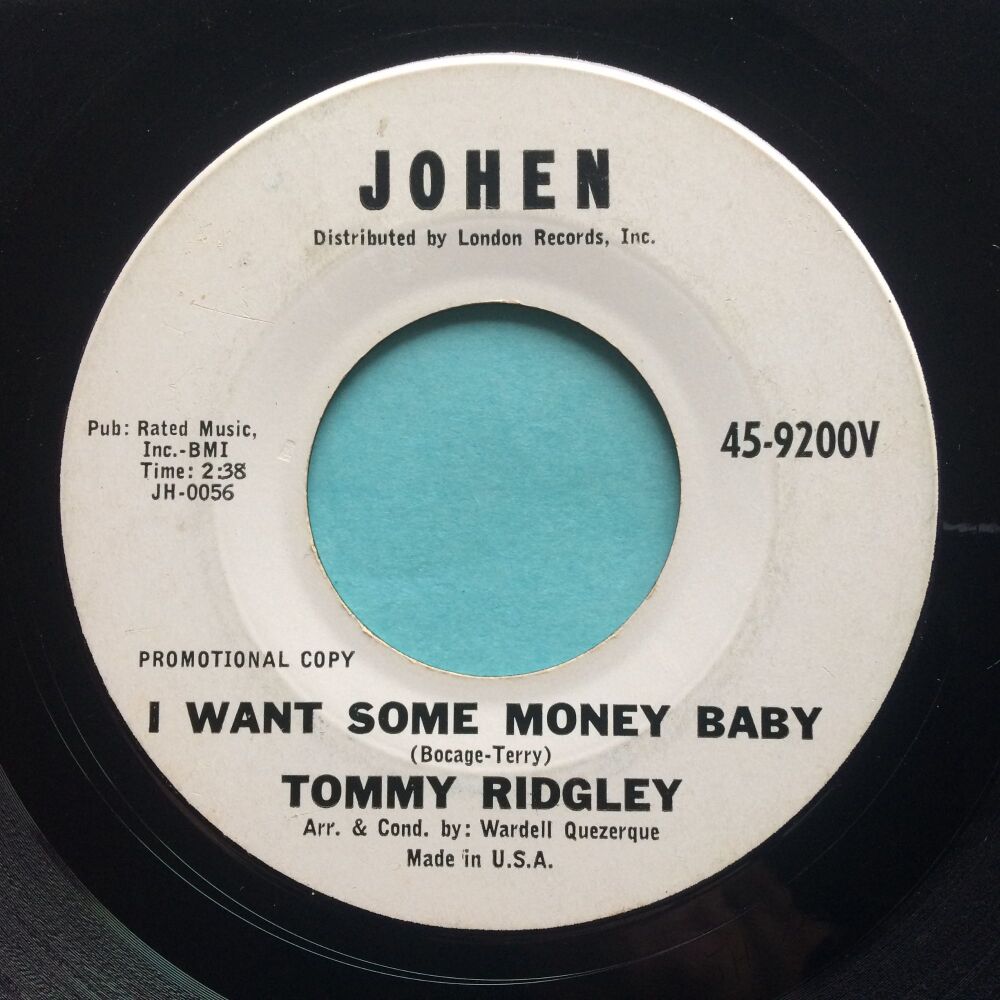 JOHEN
Distributed by London Records, Inc.
Pub: Rated Music,
Inc.-BMI
Time: 2:38
JH-0056
45-9200V
PROMOTIONAL COPY
I WANT SOME MONEY BABY
(Bocage-Terry)
TOMMY RIDGLEY
Arr. & Cond. by: Wardell Quezerque
Made in U.S.A.